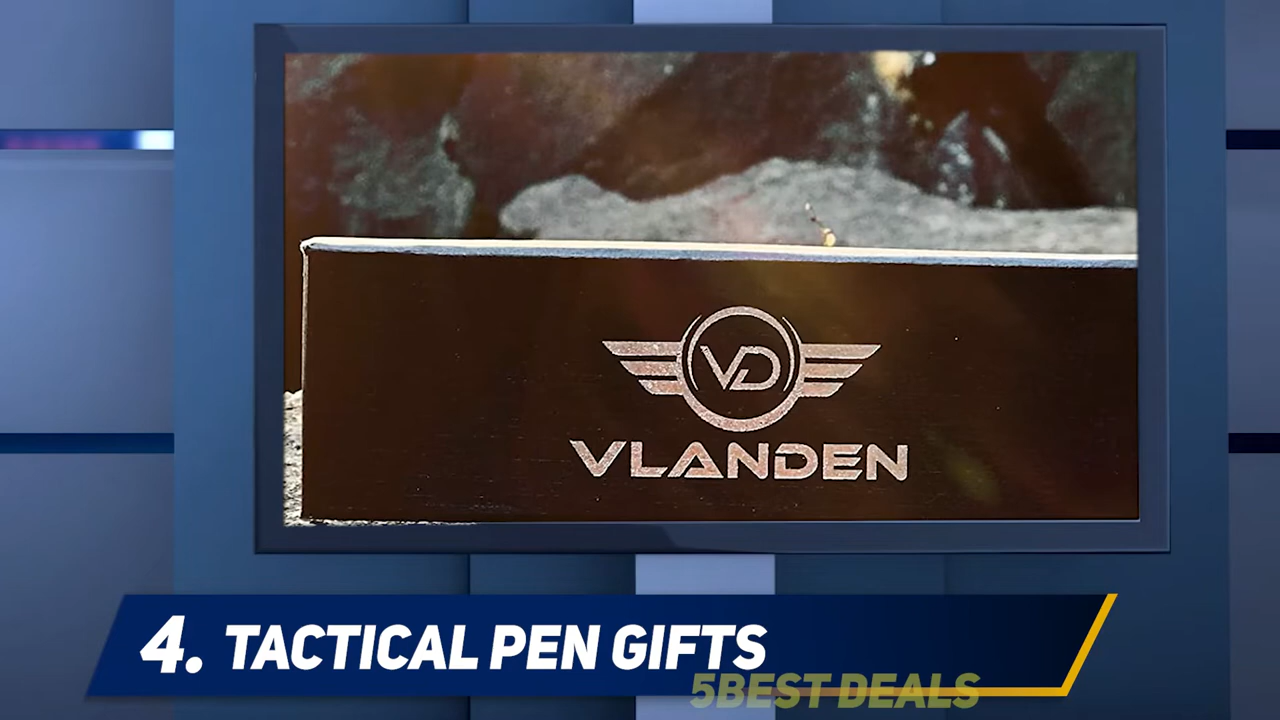 VD
VLANDEN
4. TACTICAL PEN GIFTS
5BEST DEALS